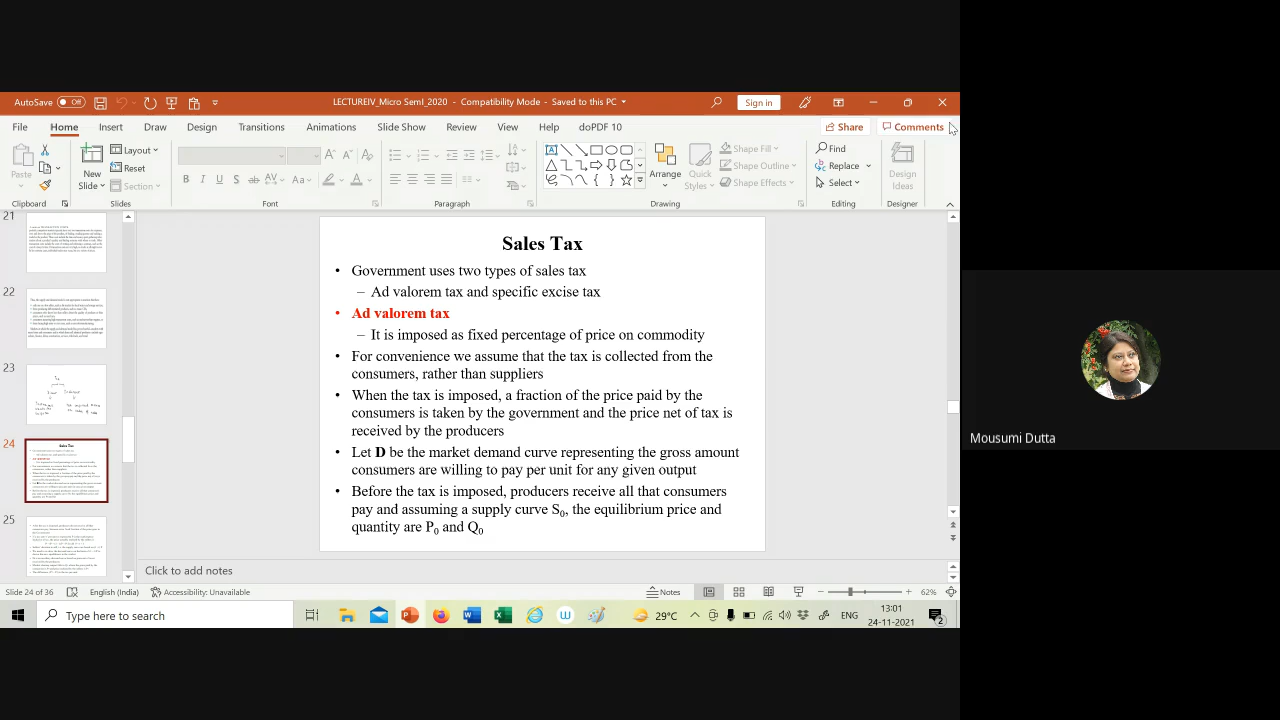 AutoSave Off
LECTUREIV_Micro SemI_2020 - Compatibility Mode - Saved to this PC
Sign in
File Home Insert Draw Design Transitions Animations Slide Show Review View Help doPDF 10
Share Comments
Paste
New Slide
Layout
Reset
Section
B I U S ab AV Aa A
Arrange
Quick Styles
Shape Fill
Shape Outline
Shape Effects
Find
Replace
Select
Design Ideas
Clipboard Slides Font Paragraph Drawing Editing Designer
21
22
23
24
25
Sales Tax
• Government uses two types of sales tax
– Ad valorem tax and specific excise tax
• Ad valorem tax
– It is imposed as fixed percentage of price on commodity
• For convenience we assume that the tax is collected from the
consumers rather than suppliers
• When the tax is imposed, a fraction of the price paid by the
consumers is taken by the government and the price net of tax is
received by the producers
• Let D be the market demand curve representing the gross amount
consumers are willing to pay per unit for any given output
• Before the tax is imposed, producers receive all that consumers
pay and assuming a supply curve S0, the equilibrium price and
quantity are P0 and Q0
Click to add notes
Slide 24 of 36 English (India) Accessibility: Unavailable Notes 62%
Type here to search
29°C ENG 13:01
24-11-2021
2
Mousumi Dutta